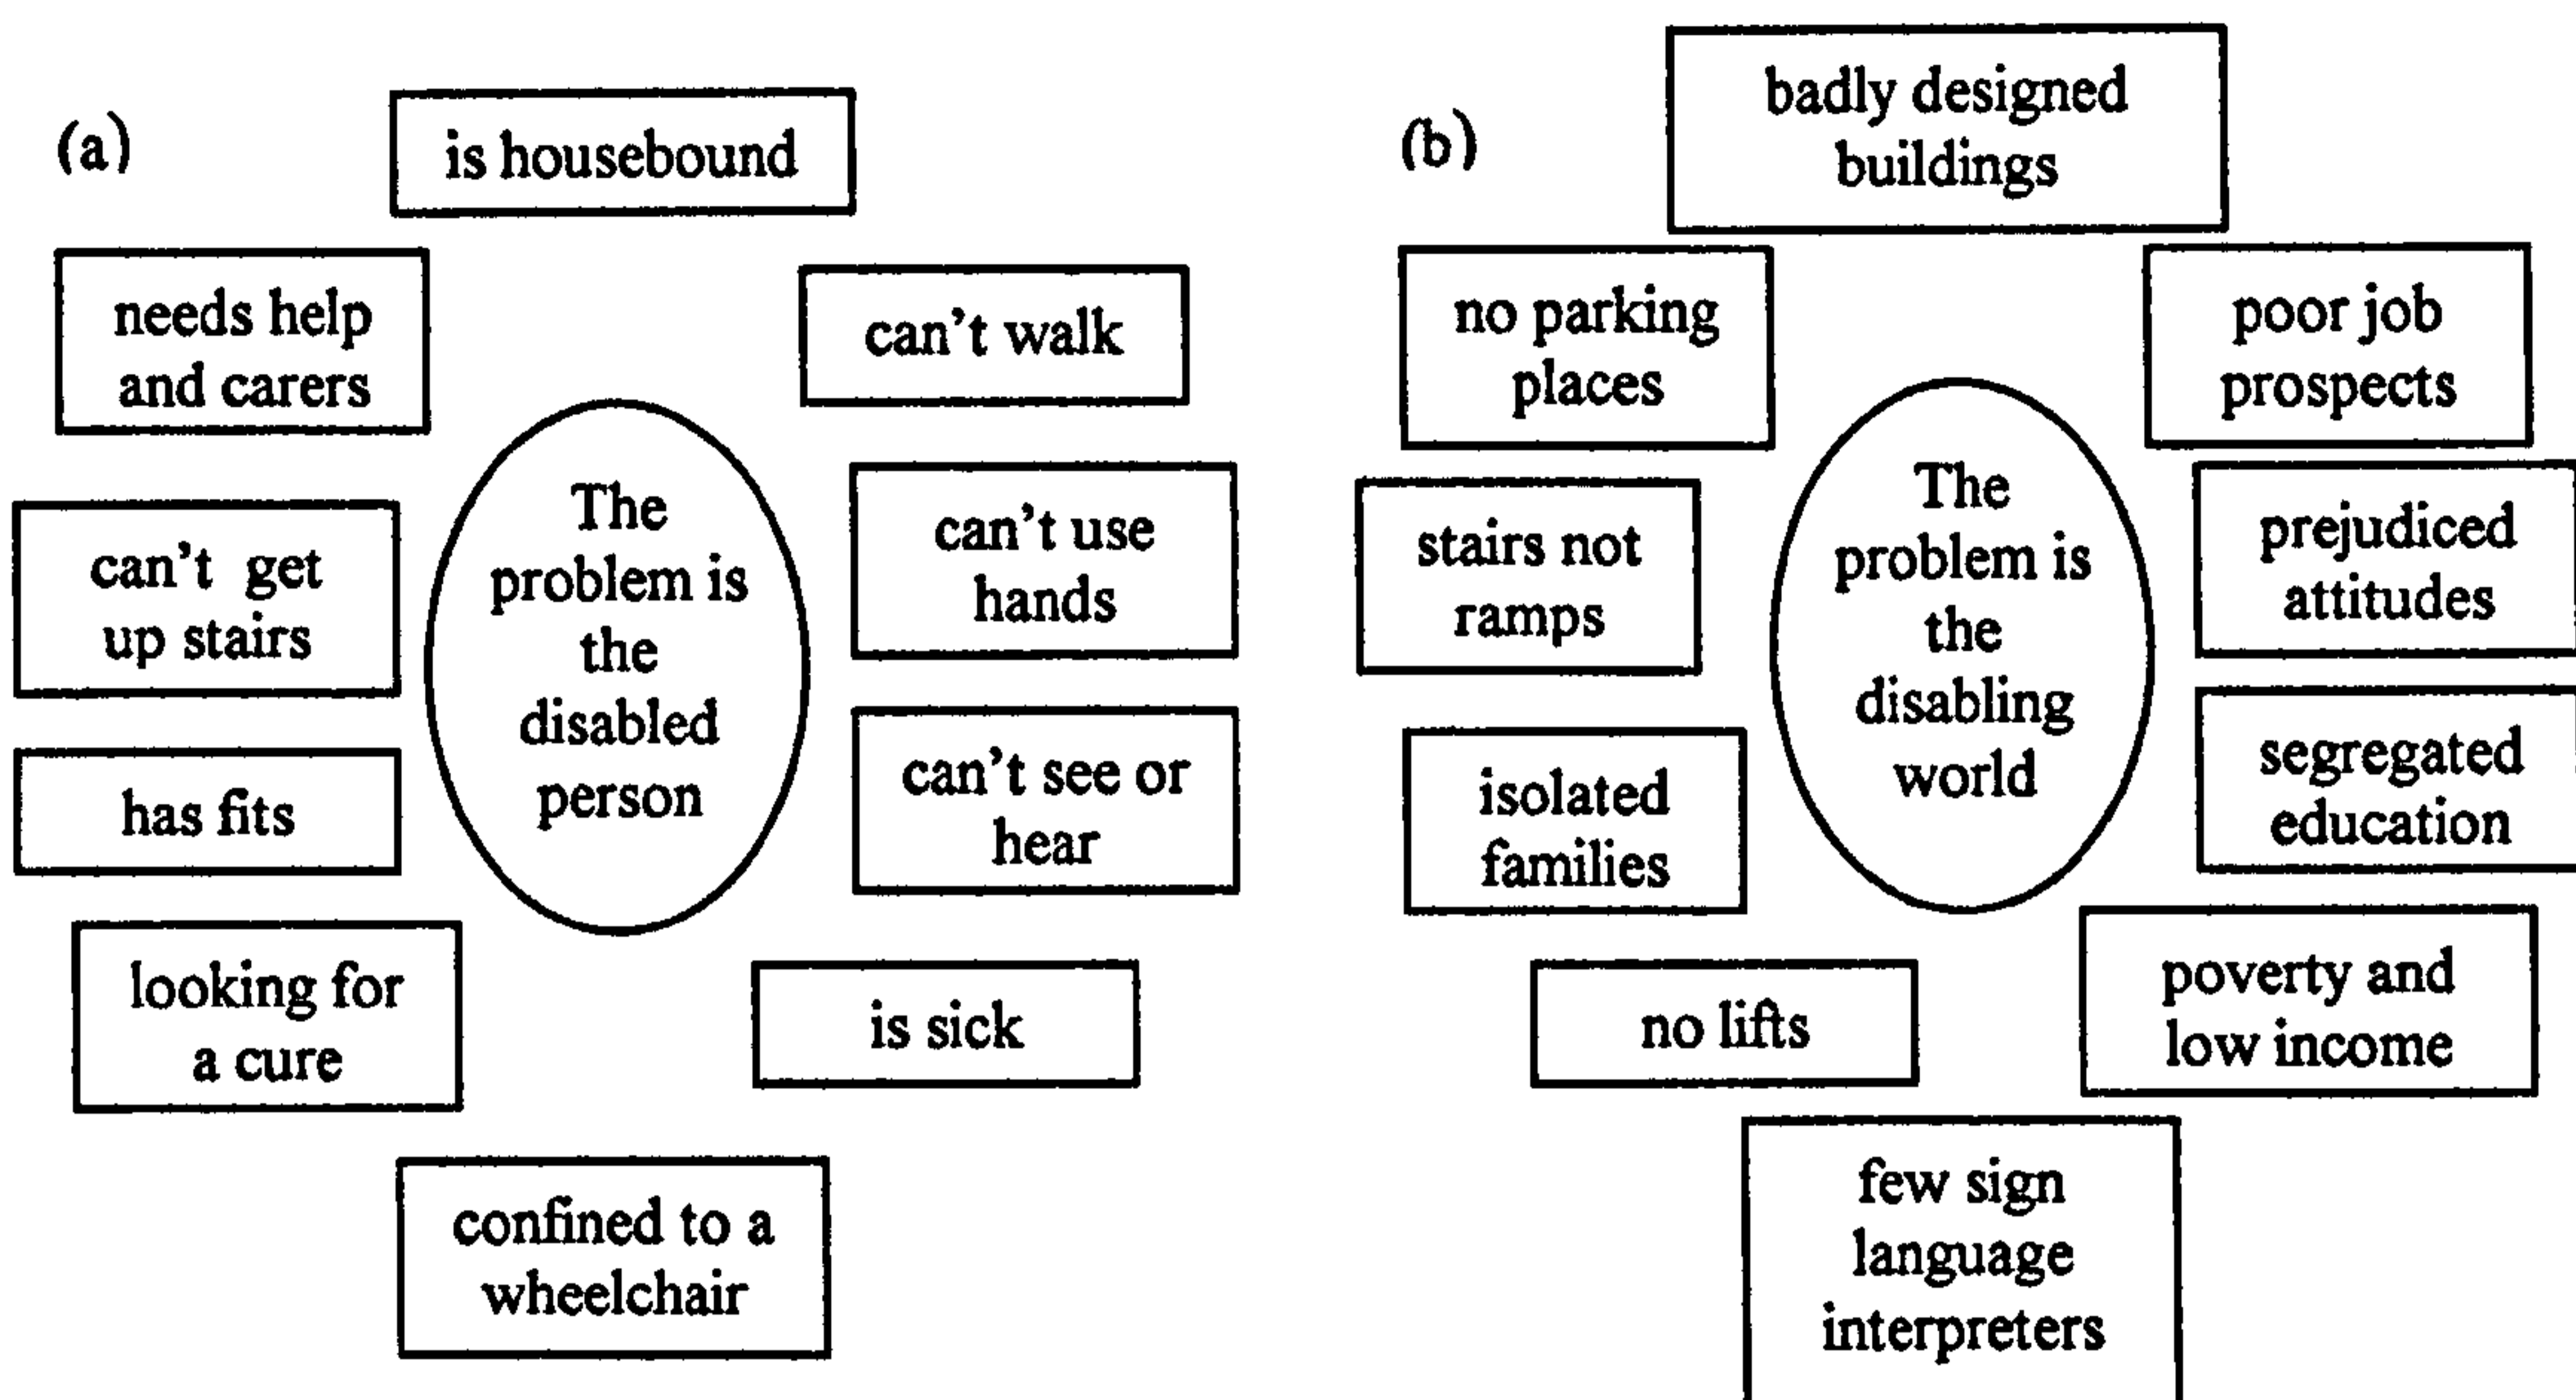 (a)
is housebound
needs help
and carers
can't walk
The
problem is
the
disabled
person
can't get
up stairs
can't use
hands
has fits
can't see or
hear
looking for
a cure
is sick
confined to a
wheelchair
(b)
badly designed
buildings
no parking
places
poor job
prospects
The
problem is
the
disabling
world
stairs not
ramps
prejudiced
attitudes
isolated
families
segregated
education
no lifts
poverty and
low income
few sign
language
interpreters